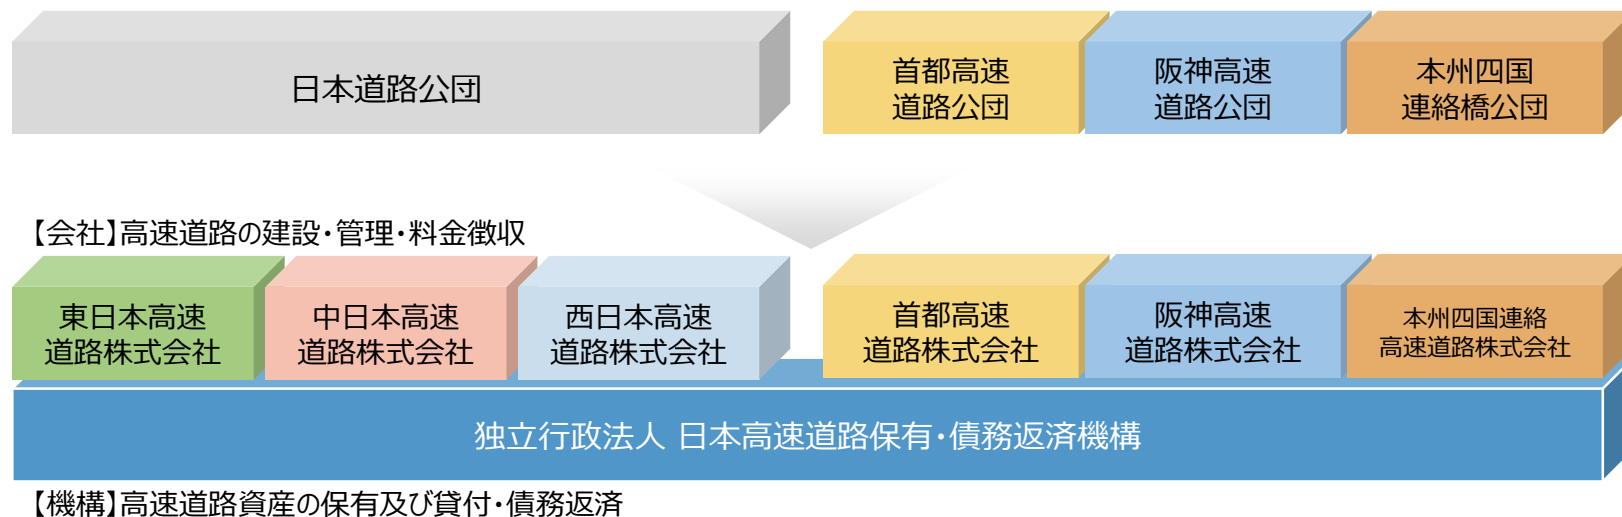 日本道路公団
首都高速
道路公団
阪神高速
道路公団
本州四国
連絡橋公団
【会社】高速道路の建設・管理・料金徴収
東日本高速
道路株式会社
中日本高速
道路株式会社
西日本高速
道路株式会社
首都高速
道路株式会社
阪神高速
道路株式会社
本州四国連絡
高速道路株式会社
独立行政法人 日本高速道路保有・債務返済機構
【機構】高速道路資産の保有及び貸付・債務返済